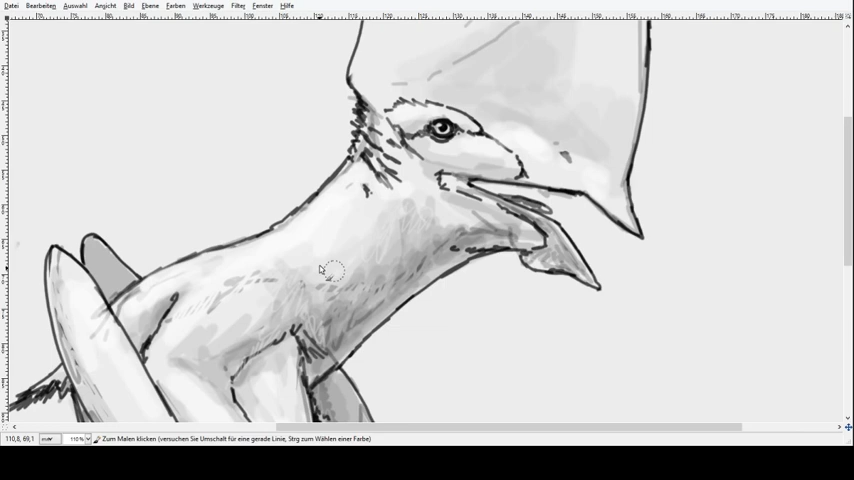 Datei Bearbeiten Auswahl Ansicht Bild Ebene Farben Werkzeuge Filter Fenster Hilfe
110,8, 69,1 mm 110 % Zum Malen klicken (versuchen Sie Umschalt für eine gerade Linie, Strg zum Wählen einer Farbe)